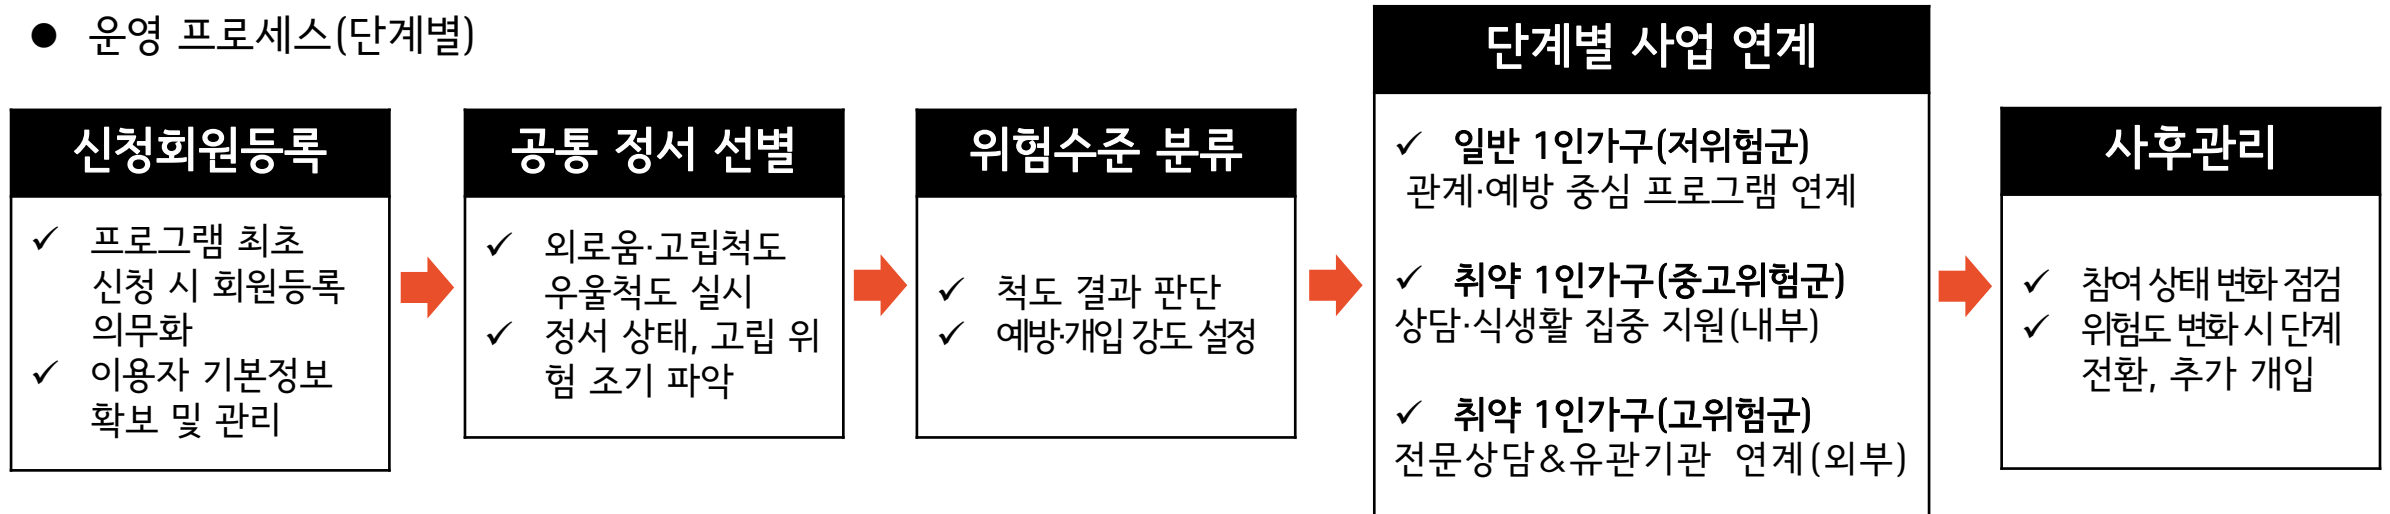 ● 운영 프로세스(단계별)
신청회원등록
✓ 프로그램 최초
신청 시 회원등록
의무화
✓ 이용자 기본정보
확보 및 관리
공통 정서 선별
✓ 외로움·고립척도
우울척도 실시
✓ 정서 상태, 고립 위
험 조기 파악
위험수준 분류
✓ 척도 결과 판단
✓ 예방·개입 강도 설정
단계별 사업 연계
✓ 일반 1인가구(저위험군)
관계·예방 중심 프로그램 연계
✓ 취약 1인가구(중고위험군)
상담·식생활 집중 지원(내부)
✓ 취약 1인가구(고위험군)
전문상담&유관기관 연계(외부)
사후관리
✓ 참여 상태 변화 점검
✓ 위험도 변화 시 단계
전환, 추가 개입